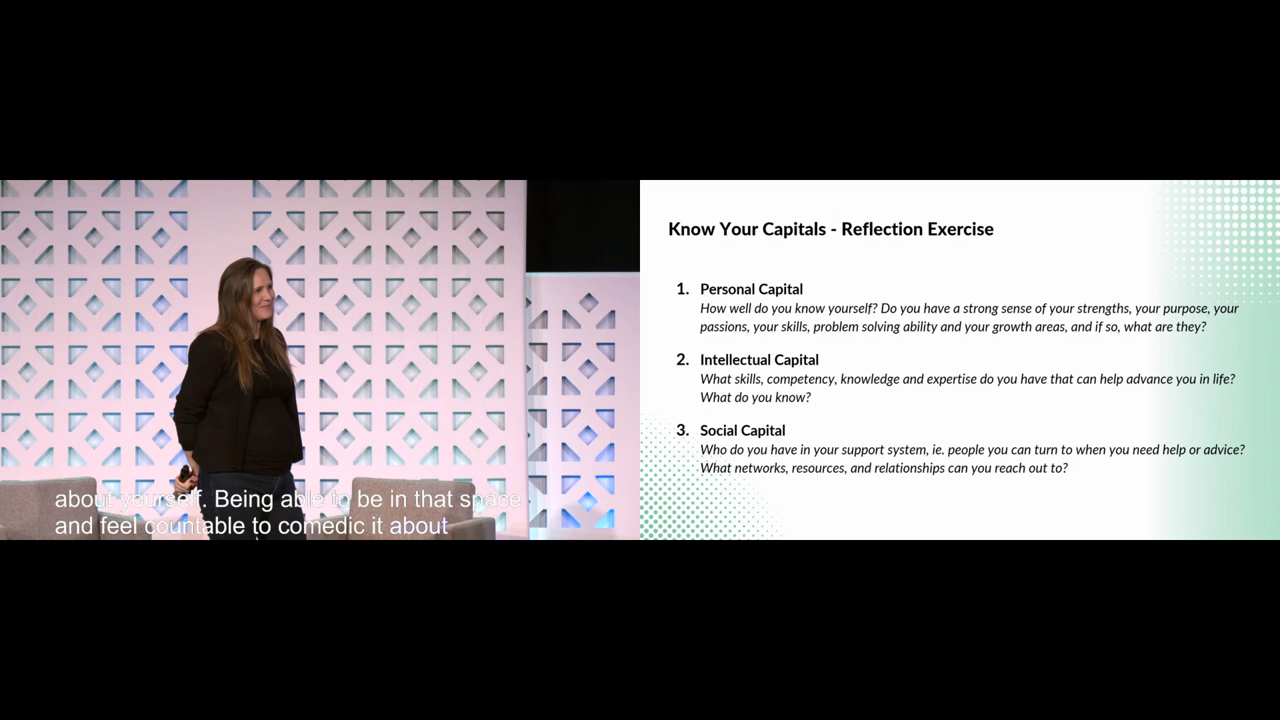 about yourself. Being able to be in that space
and feel countable to comedic it about
Know Your Capitals - Reflection Exercise
1. Personal Capital
How well do you know yourself? Do you have a strong sense of your strengths, your purpose, your
passions, your skills, problem solving ability and your growth areas, and if so, what are they?
2. Intellectual Capital
What skills, competency, knowledge and expertise do you have that can help advance you in life?
What do you know?
3. Social Capital
Who do you have in your support system, ie. people you can turn to when you need help or advice?
What networks, resources, and relationships can you reach out to?